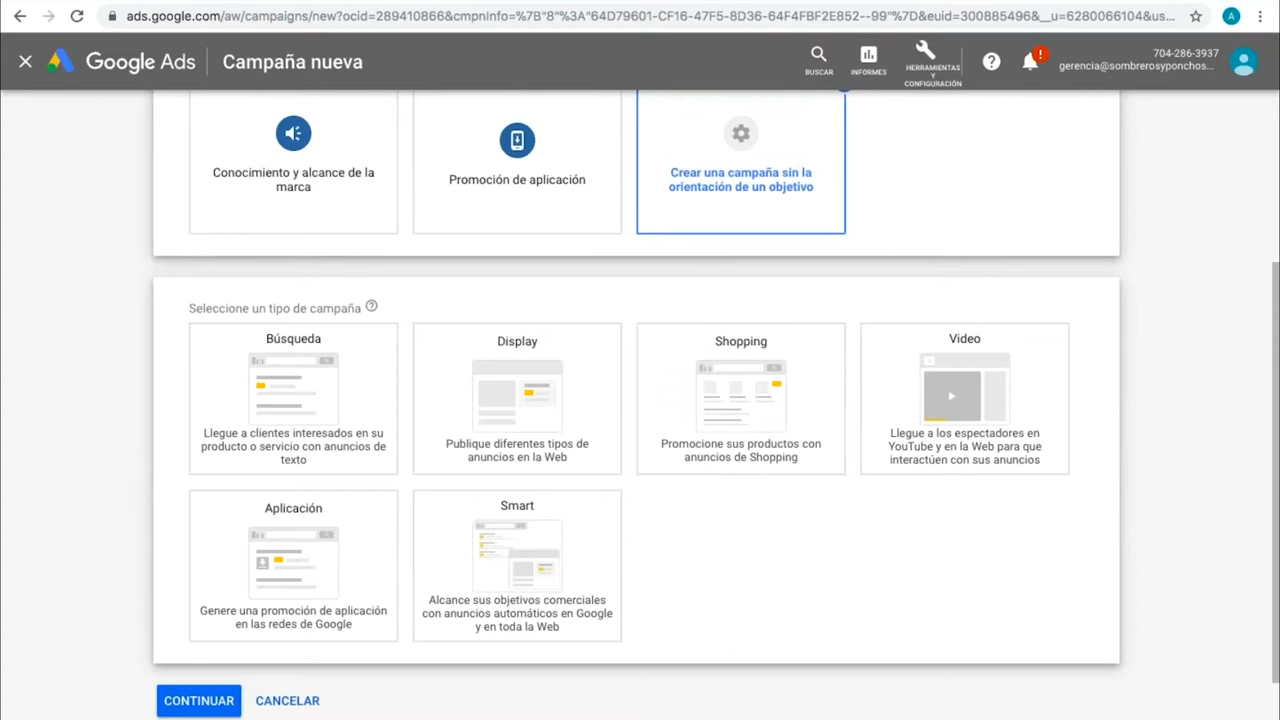 ads.google.com/aw/campaigns/new?ocid=289410866&cmpnInfo=%7B"8"%3A"64D79601-CF16-47F5-8D36-64F4FBF2E852--99"%7D&euid=300885496&__u=6280066104&us...
A
Google Ads
Campaña nueva
BUSCAR
INFORMES
HERRAMIENTAS
Y
CONFIGURACIÓN
704-286-3937
gerencia@sombrerosyponchos...
Conocimiento y alcance de la
marca
Promoción de aplicación
Crear una campaña sin la
orientación de un objetivo
Seleccione un tipo de campaña
Búsqueda
Llegue a clientes interesados en su
producto o servicio con anuncios de
texto
Display
Publique diferentes tipos de
anuncios en la Web
Shopping
Promocione sus productos con
anuncios de Shopping
Video
Llegue a los espectadores en
YouTube y en la Web para que
interactúen con sus anuncios
Aplicación
Genere una promoción de aplicación
en las redes de Google
Smart
Alcance sus objetivos comerciales
con anuncios automáticos en Google
y en toda la Web
CONTINUAR
CANCELAR